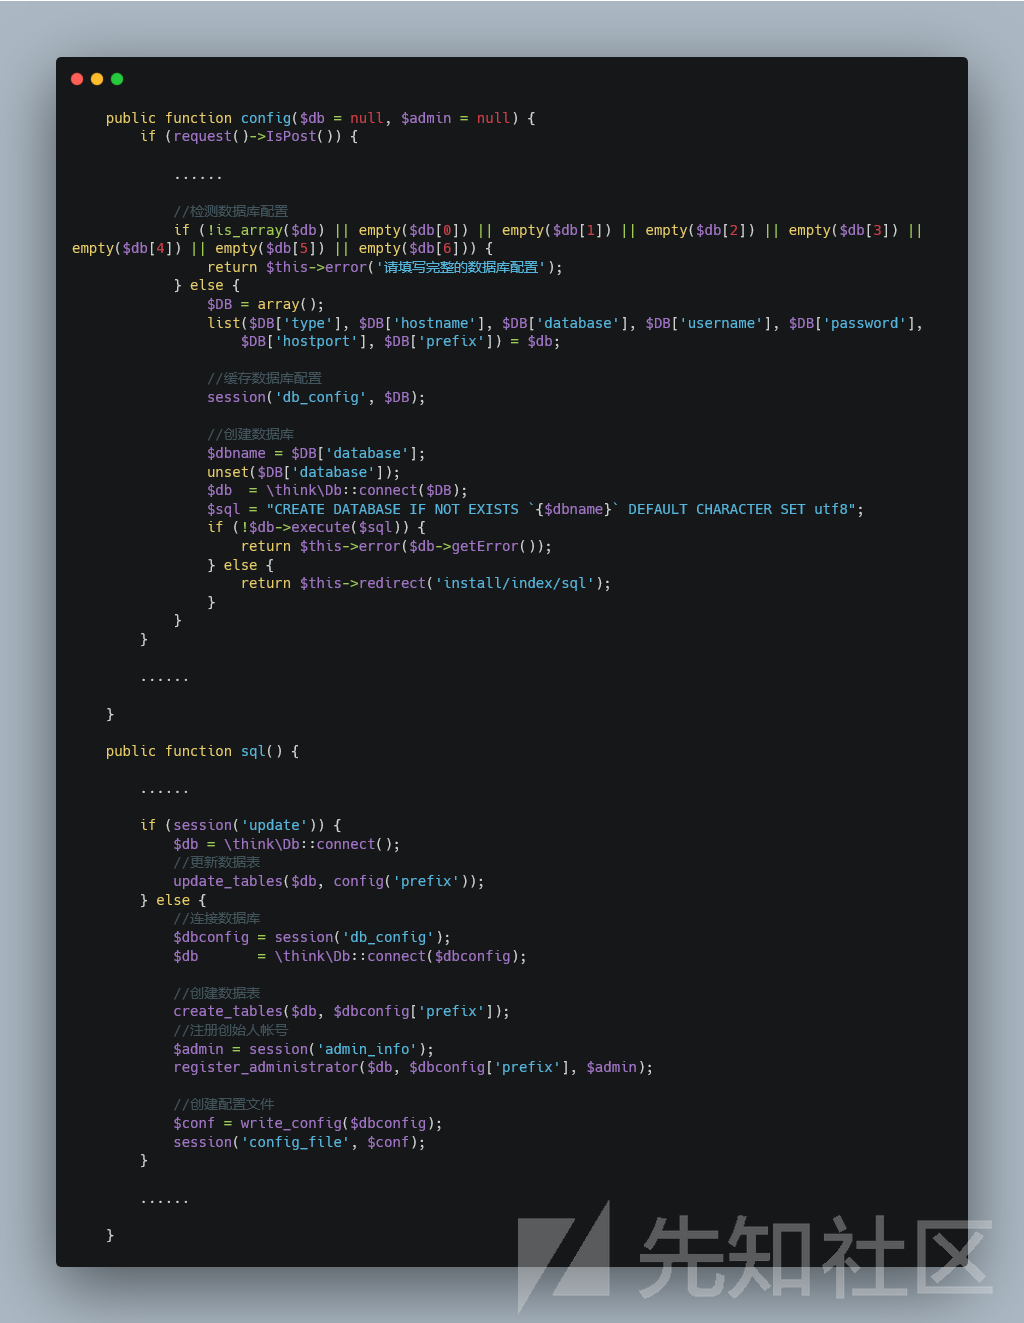 public function config($db = null, $admin = null) {
if (request()->IsPost()) {
......
//检测数据库配置
if (!is_array($db) || empty($db[0]) || empty($db[1]) || empty($db[2]) || empty($db[3]) ||
empty($db[4]) || empty($db[5]) || empty($db[6])) {
return $this->error('请填写完整的数据库配置');
} else {
$DB = array();
list($DB['type'], $DB['hostname'], $DB['database'], $DB['username'], $DB['password'],
$DB['hostport'], $DB['prefix']) = $db;
//缓存数据库配置
session('db_config', $DB);
//创建数据库
$dbname = $DB['database'];
unset($DB['database']);
$db  = \think\Db::connect($DB);
$sql = "CREATE DATABASE IF NOT EXISTS `{$dbname}` DEFAULT CHARACTER SET utf8";
if (!$db->execute($sql)) {
return $this->error($db->getError());
} else {
return $this->redirect('install/index/sql');
}
}
}
......
}
public function sql() {
......
if (session('update')) {
$db = \think\Db::connect();
//更新数据表
update_tables($db, config('prefix'));
} else {
//连接数据库
$dbconfig = session('db_config');
$db       = \think\Db::connect($dbconfig);
//创建数据表
create_tables($db, $dbconfig['prefix']);
//注册创始人帐号
$admin = session('admin_info');
register_administrator($db, $dbconfig['prefix'], $admin);
//创建配置文件
$conf = write_config($dbconfig);
session('config_file', $conf);
}
......
}
先知社区